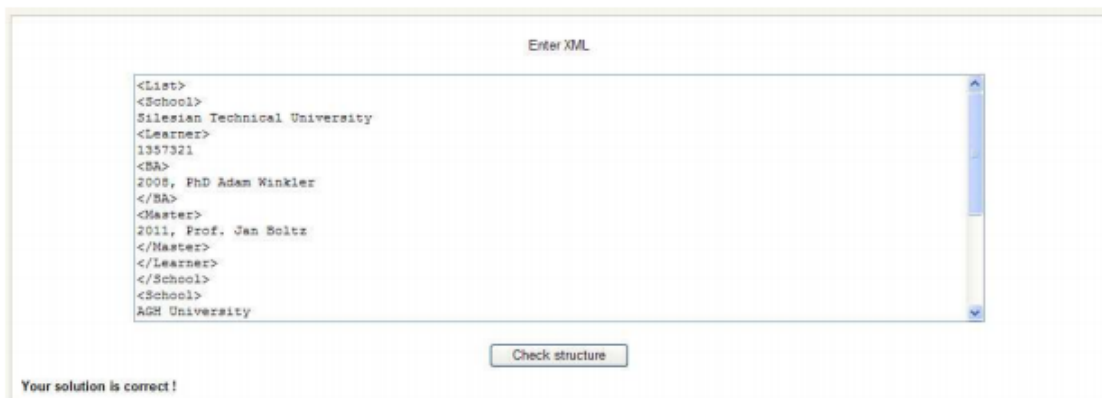 Enter XML
<List>
<School>
Silesian Technical University
<Learner>
1357321
<BA>
2008, PhD Adam Winkler
</BA>
<Master>
2011, Prof. Jan Boltz
</Master>
</Learner>
</School>
<School>
AGH University
Check structure
Your solution is correct !